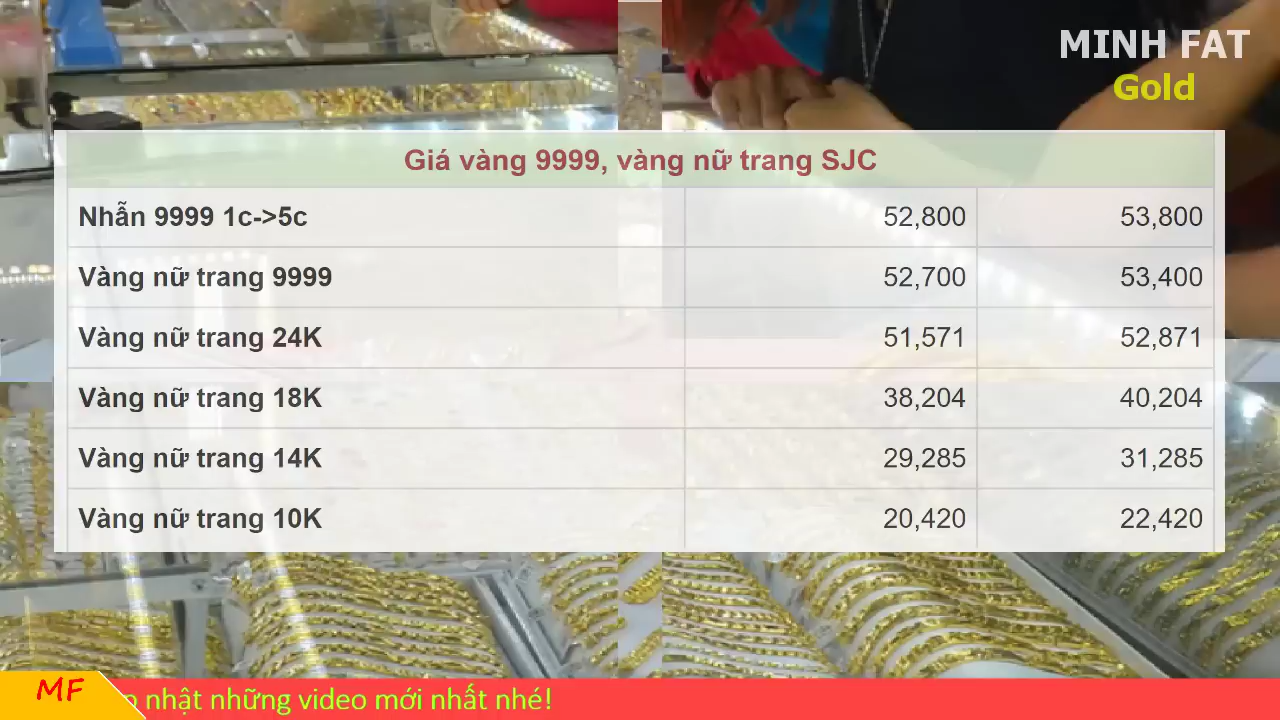 MINH FAT
Gold
Giá vàng 9999, vàng nữ trang SJC
Nhẫn 9999 1c->5c 52,800 53,800
Vàng nữ trang 9999 52,700 53,400
Vàng nữ trang 24K 51,571 52,871
Vàng nữ trang 18K 38,204 40,204
Vàng nữ trang 14K 29,285 31,285
Vàng nữ trang 10K 20,420 22,420
MF
nhật những video mới nhất nhé!